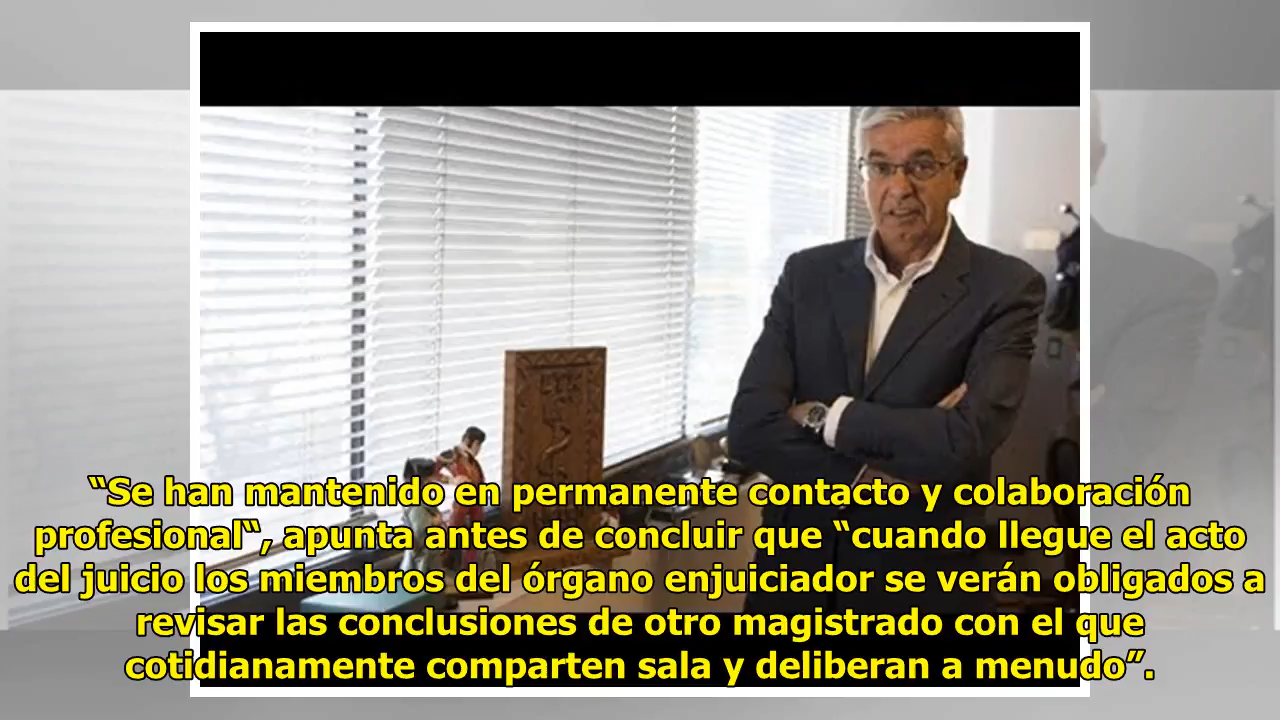 “Se han mantenido en permanente contacto y colaboración
profesional“, apunta antes de concluir que “cuando llegue el acto
del juicio los miembros del órgano enjuiciador se verán obligados a
revisar las conclusiones de otro magistrado con el que
cotidianamente comparten sala y deliberan a menudo”.